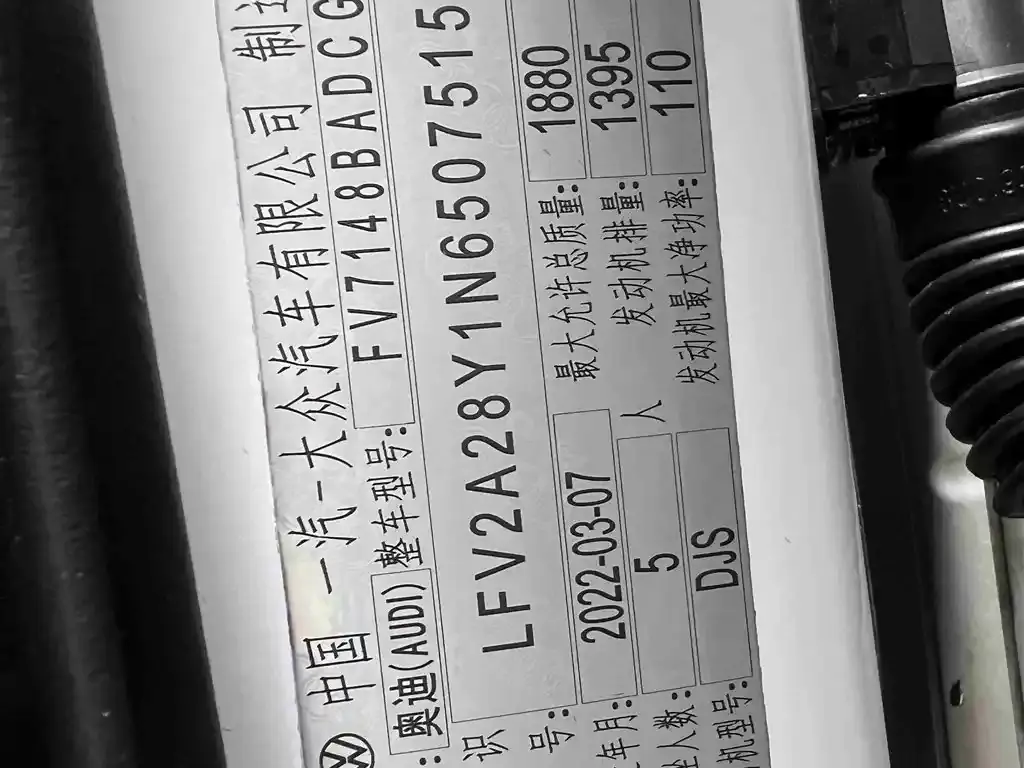 中国 一汽-大众汽车有限公司 制造
奥迪(AUDI) 整车型号: FV7148BADCG
识 号: LFV2A28Y1N6507515
年月: 2022-03-07 最大允许总质量: 1880
人数: 5 人 发动机排量: 1395
机型号: DJS 发动机最大净功率: 110